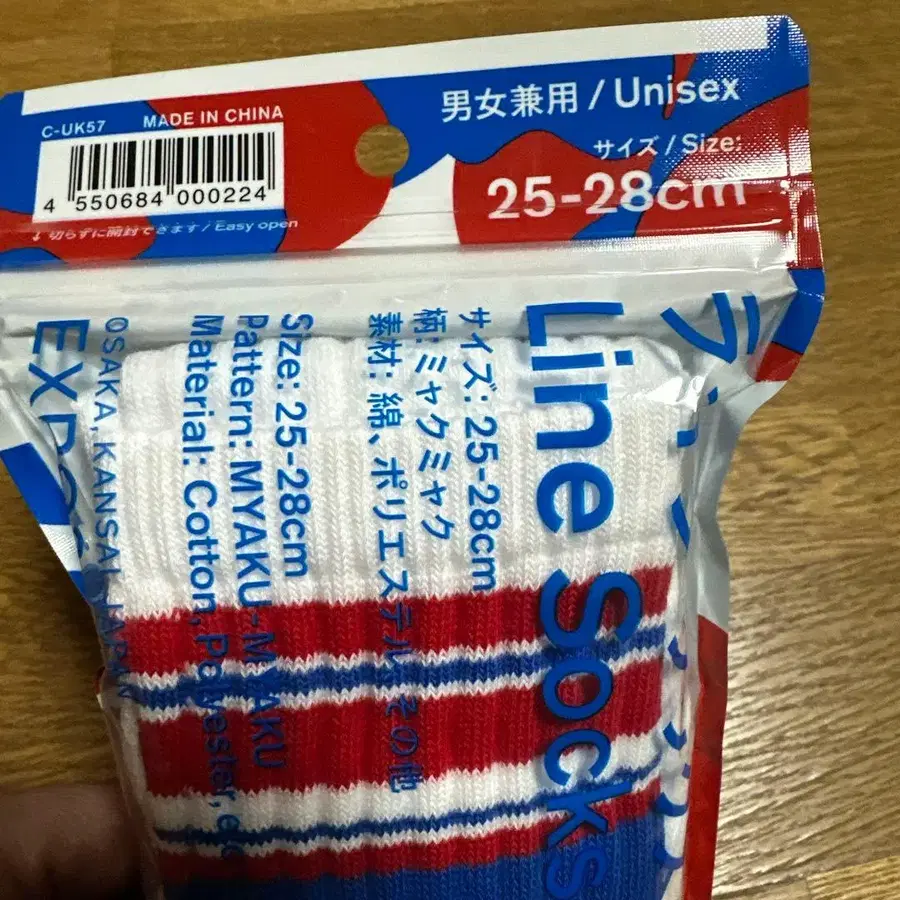 C-UK57 MADE IN CHINA
4 550684 000224
↓ 切らずに開封できます / Easy open
男女兼用 / Unisex
サイズ / Size:
25-28cm
Line Socks
サイズ: 25-28cm
柄: ミャクミャク
素材: 綿、ポリエステル、その他
Size: 25-28cm
Pattern: MYAKU-MYAKU
Material: Cotton, Polyester,
OSAKA, KANSAI, JAPAN